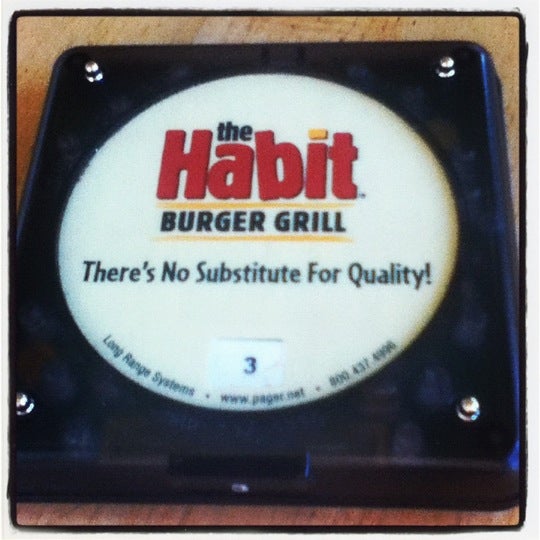 the
Habit
BURGER GRILL
There's No Substitute For Quality!
3
Long Range Systems • www.pager.net • 800 437 4996